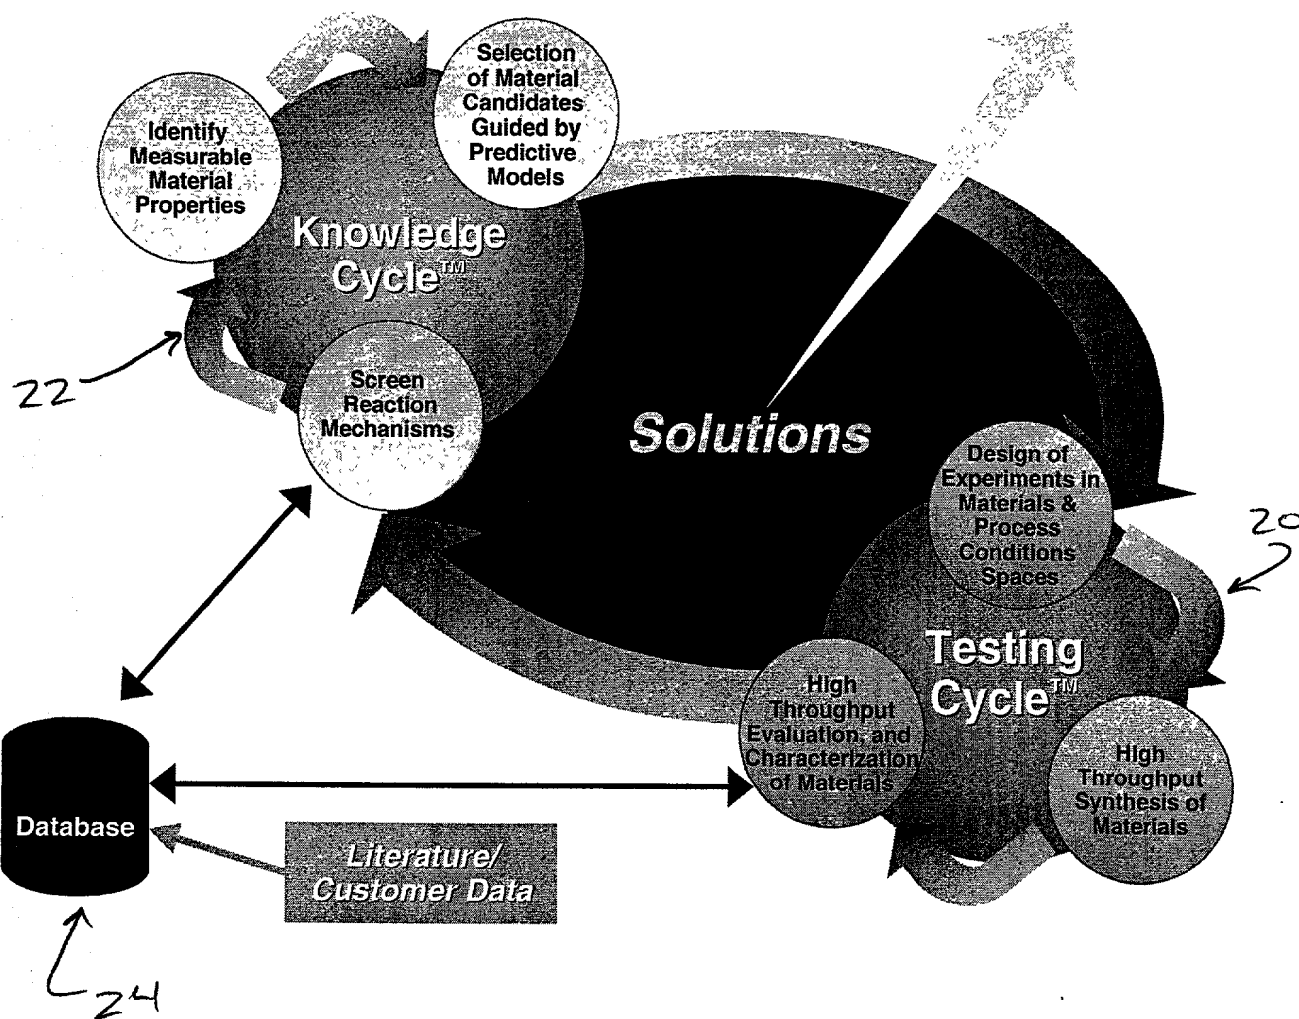 Selection
of Material
Candidates
Guided by
Predictive
Models
Identify
Measurable
Material
Properties
Knowledge
Cycle™
22
Screen
Reaction
Mechanisms
Solutions
Design of
Experiments in
Materials &
Process
Conditions
Spaces
20
Testing
Cycle™
High
Throughput
Evaluation, and
Characterization
of Materials
High
Throughput
Synthesis of
Materials
Database
Literature/
Customer Data
24